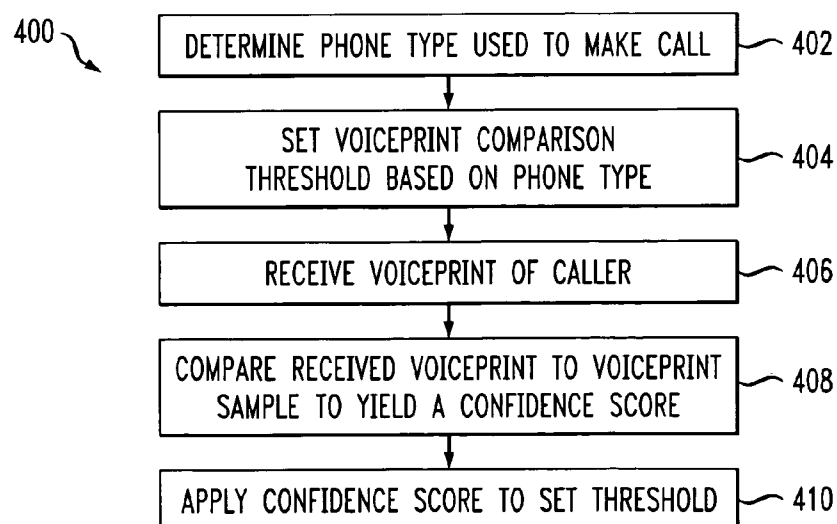 400
DETERMINE PHONE TYPE USED TO MAKE CALL
402
SET VOICEPRINT COMPARISON
THRESHOLD BASED ON PHONE TYPE
404
RECEIVE VOICEPRINT OF CALLER
406
COMPARE RECEIVED VOICEPRINT TO VOICEPRINT
SAMPLE TO YIELD A CONFIDENCE SCORE
408
APPLY CONFIDENCE SCORE TO SET THRESHOLD
410